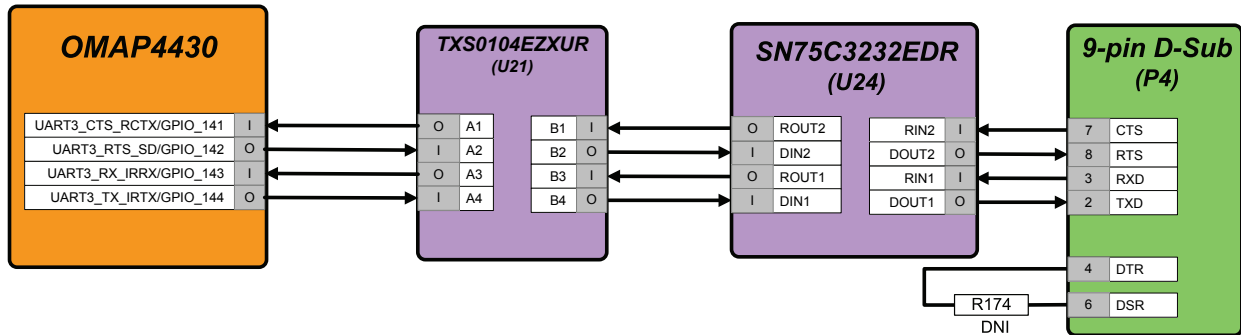 OMAP4430
UART3_CTS_RCTX/GPIO_141 I
UART3_RTS_SD/GPIO_142 O
UART3_RX_IRRX/GPIO_143 I
UART3_TX_IRTX/GPIO_144 O
TXS0104EZXUR
(U21)
O A1 B1 I
I A2 B2 O
O A3 B3 I
I A4 B4 O
SN75C3232EDR
(U24)
O ROUT2 RIN2 I
I DIN2 DOUT2 O
O ROUT1 RIN1 I
I DIN1 DOUT1 O
9-pin D-Sub
(P4)
7 CTS
8 RTS
3 RXD
2 TXD
4 DTR
6 DSR
R174
DNI